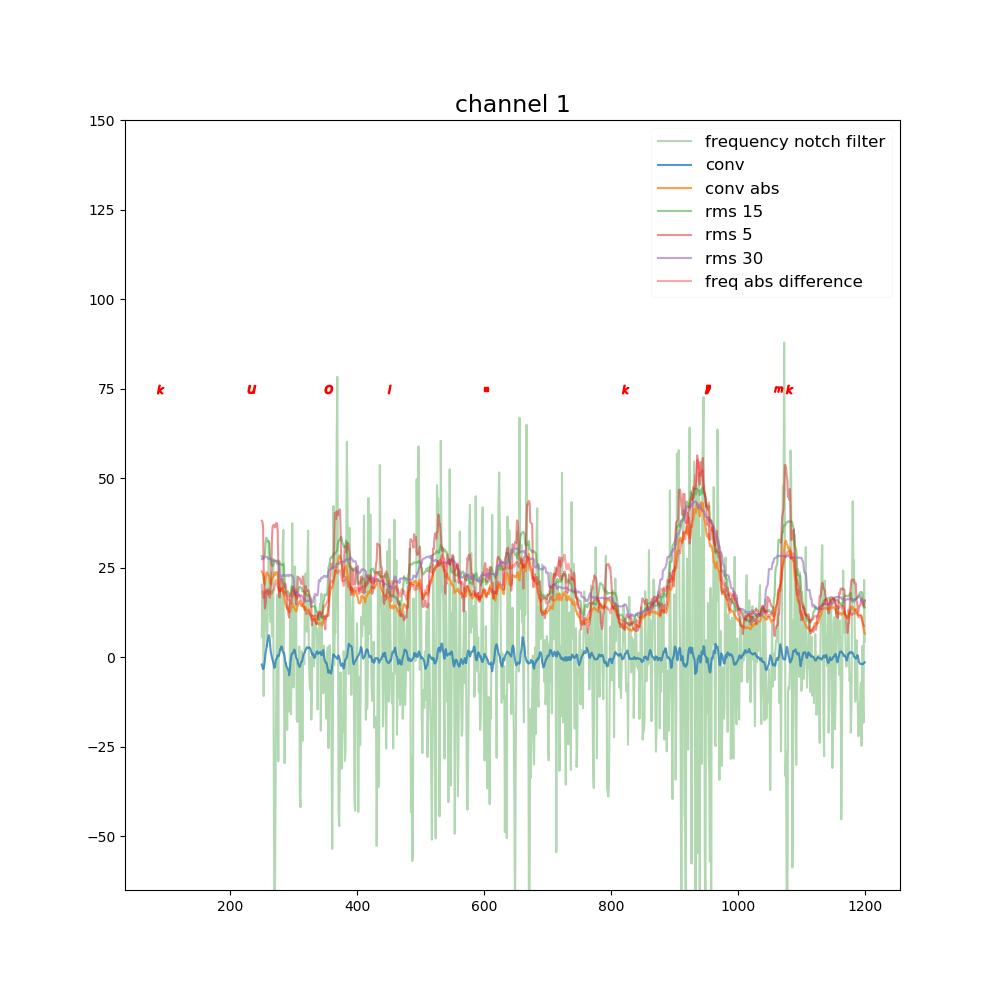 channel 1
150
125
100
75
50
25
0
−25
−50
frequency notch filter
conv
conv abs
rms 15
rms 5
rms 30
freq abs difference
k u o l k m k
200 400 600 800 1000 1200